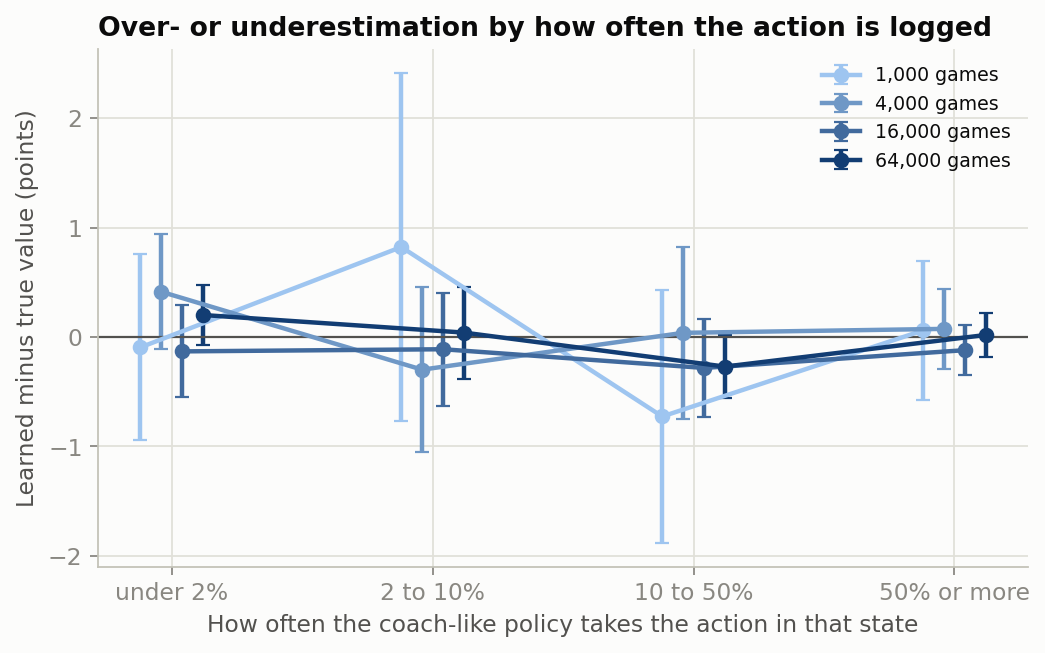 Over- or underestimation by how often the action is logged
Learned minus true value (points)
2
1
0
−1
−2
1,000 games
4,000 games
16,000 games
64,000 games
under 2%
2 to 10%
10 to 50%
50% or more
How often the coach-like policy takes the action in that state